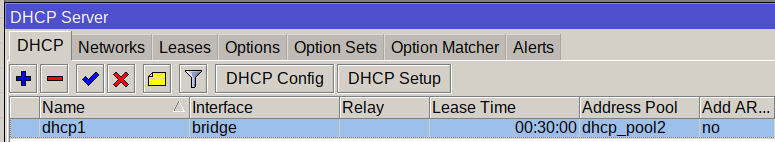 DHCP Server
DHCP Networks Leases Options Option Sets Option Matcher Alerts
DHCP Config DHCP Setup
Name Interface Relay Lease Time Address Pool Add AR...
dhcp1 bridge 00:30:00 dhcp_pool2 no